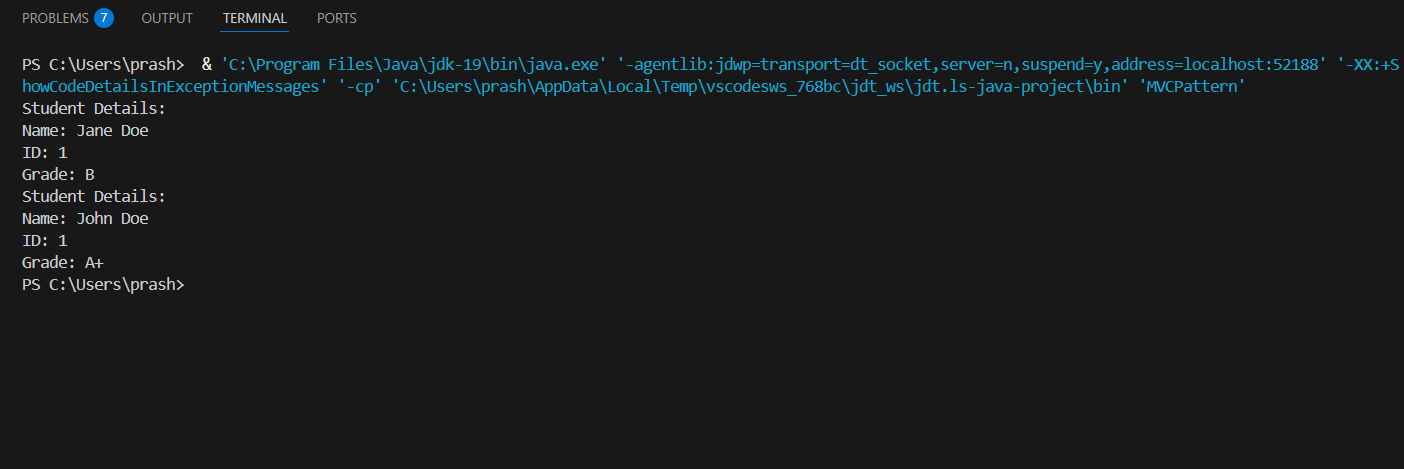 PROBLEMS 7 OUTPUT TERMINAL PORTS
PS C:\Users\prash>  & 'C:\Program Files\Java\jdk-19\bin\java.exe' '-agentlib:jdwp=transport=dt_socket,server=n,suspend=y,address=localhost:52188' '-XX:+S
howCodeDetailsInExceptionMessages' '-cp' 'C:\Users\prash\AppData\Local\Temp\vscodesws_768bc\jdt_ws\jdt.ls-java-project\bin' 'MVCPattern'
Student Details:
Name: Jane Doe
ID: 1
Grade: B
Student Details:
Name: John Doe
ID: 1
Grade: A+
PS C:\Users\prash>